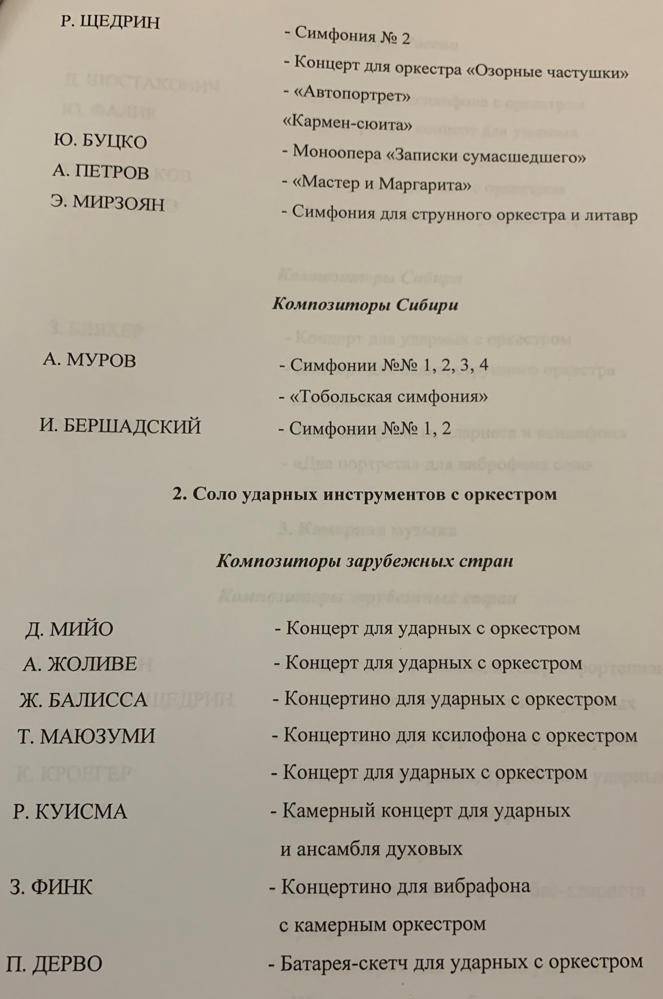 Р. ЩЕДРИН - Симфония № 2
- Концерт для оркестра «Озорные частушки»
- «Автопортрет»
«Кармен-сюита»
Ю. БУЦКО - Моноопера «Записки сумасшедшего»
А. ПЕТРОВ - «Мастер и Маргарита»
Э. МИРЗОЯН - Симфония для струнного оркестра и литавр
Композиторы Сибири
А. МУРОВ - Симфонии №№ 1, 2, 3, 4
- «Тобольская симфония»
И. БЕРШАДСКИЙ - Симфонии №№ 1, 2
2. Соло ударных инструментов с оркестром
Композиторы зарубежных стран
Д. МИЙО - Концерт для ударных с оркестром
А. ЖОЛИВЕ - Концерт для ударных с оркестром
Ж. БАЛИССА - Концертино для ударных с оркестром
Т. МАЮЗУМИ - Концертино для ксилофона с оркестром
- Концерт для ударных с оркестром
Р. КУИСМА - Камерный концерт для ударных
и ансамбля духовых
З. ФИНК - Концертино для вибрафона
с камерным оркестром
П. ДЕРВО - Батарея-скетч для ударных с оркестром